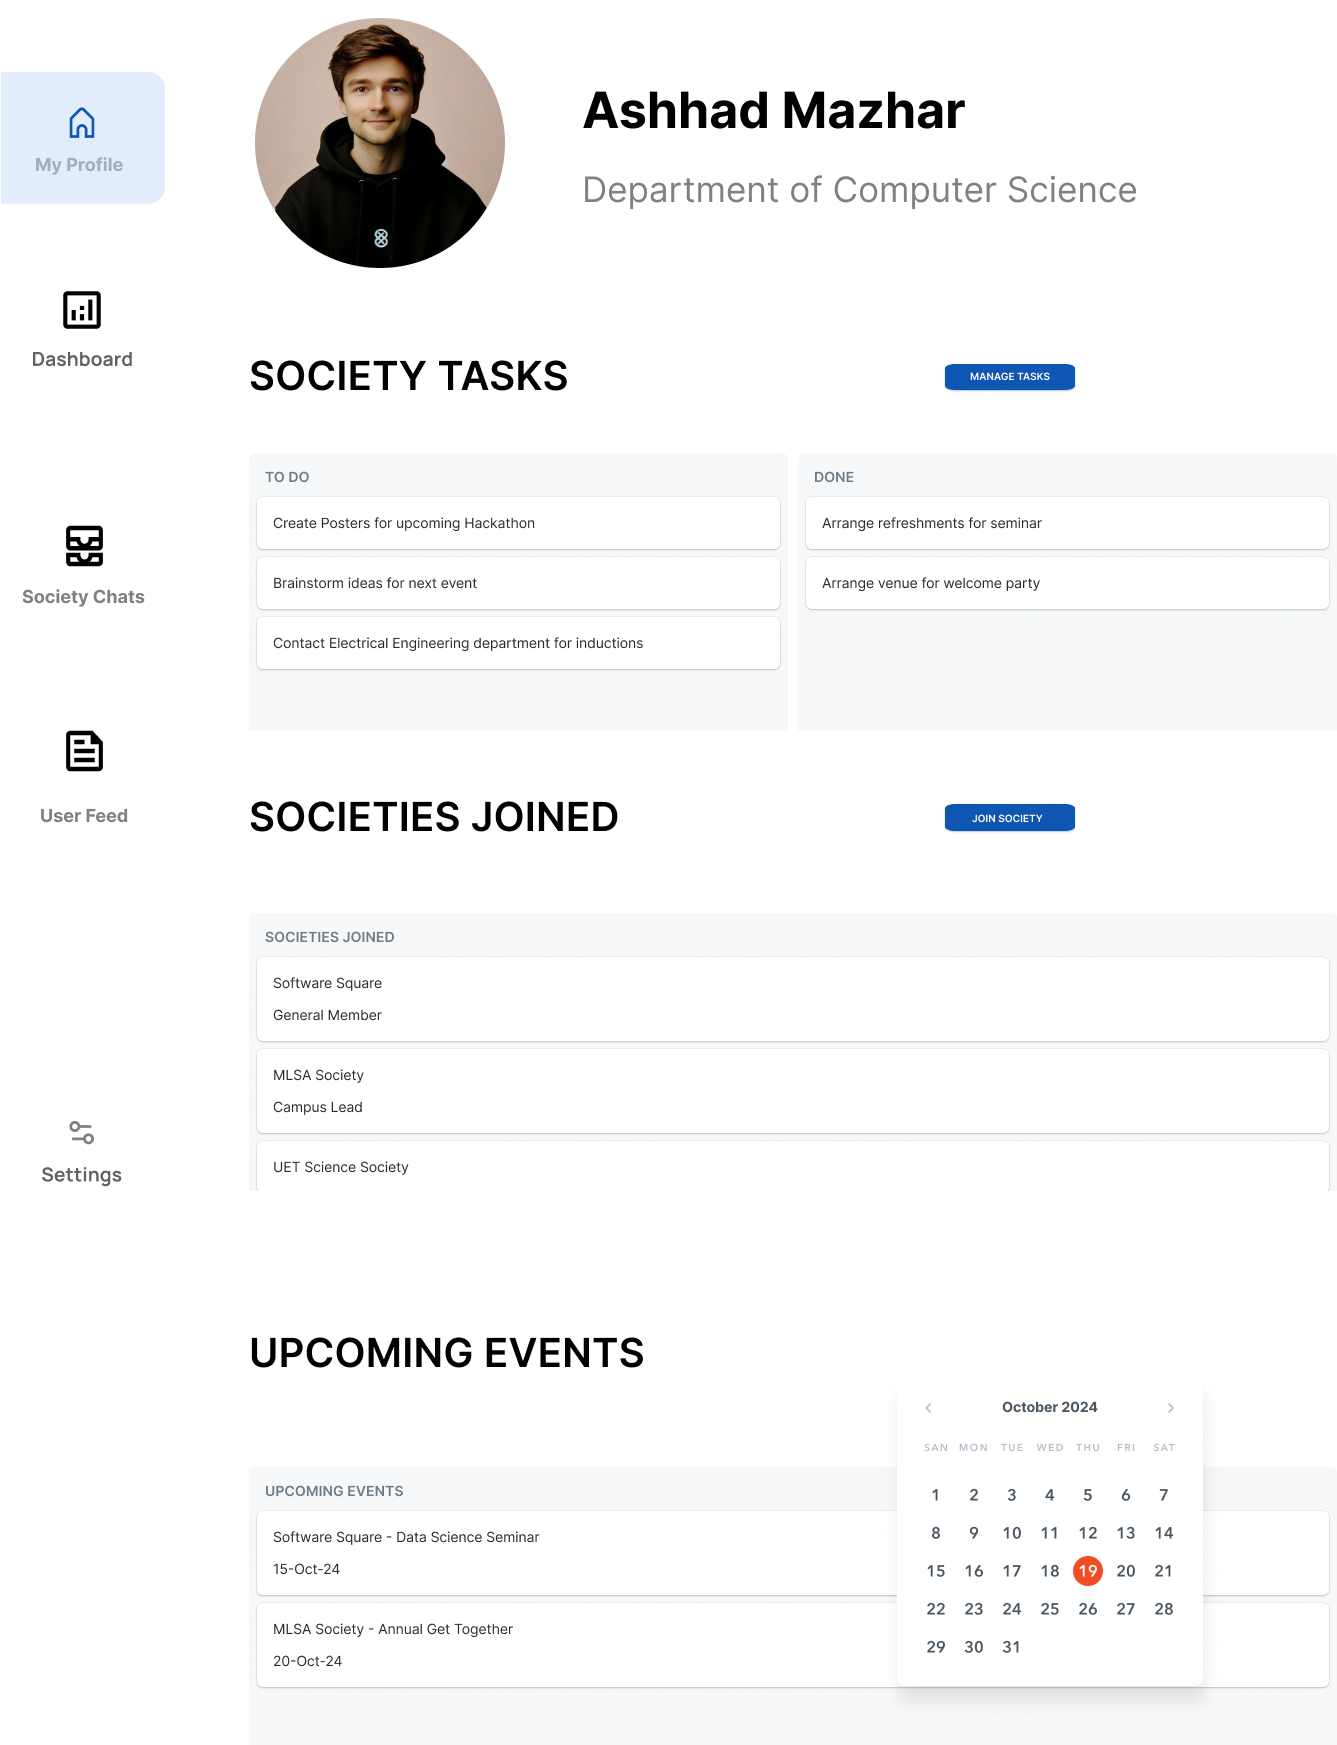 My Profile
Dashboard
Society Chats
User Feed
Settings
Ashhad Mazhar
Department of Computer Science
SOCIETY TASKS
MANAGE TASKS
TO DO
Create Posters for upcoming Hackathon
Brainstorm ideas for next event
Contact Electrical Engineering department for inductions
DONE
Arrange refreshments for seminar
Arrange venue for welcome party
SOCIETIES JOINED
JOIN SOCIETY
SOCIETIES JOINED
Software Square
General Member
MLSA Society
Campus Lead
UET Science Society
UPCOMING EVENTS
UPCOMING EVENTS
Software Square - Data Science Seminar
15-Oct-24
MLSA Society - Annual Get Together
20-Oct-24
October 2024
SAN MON TUE WED THU FRI SAT
1 2 3 4 5 6 7
8 9 10 11 12 13 14
15 16 17 18 19 20 21
22 23 24 25 26 27 28
29 30 31